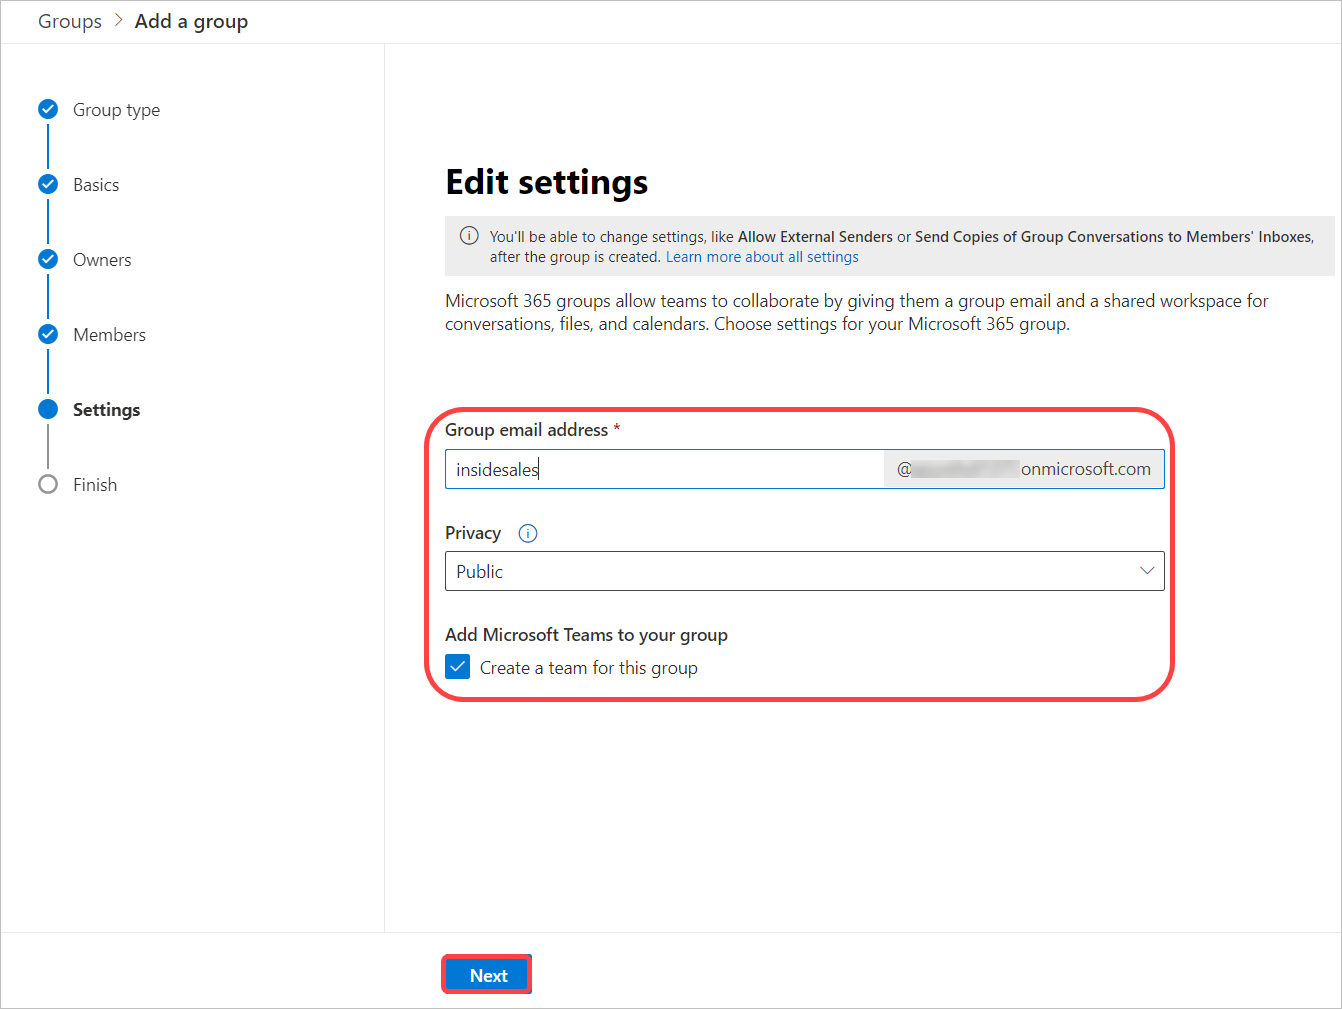 Groups > Add a group
Group type
Basics
Owners
Members
Settings
Finish
Edit settings
You'll be able to change settings, like Allow External Senders or Send Copies of Group Conversations to Members' Inboxes,
after the group is created. Learn more about all settings
Microsoft 365 groups allow teams to collaborate by giving them a group email and a shared workspace for
conversations, files, and calendars. Choose settings for your Microsoft 365 group.
Group email address *
insidesales @ onmicrosoft.com
Privacy
Public
Add Microsoft Teams to your group
Create a team for this group
Next